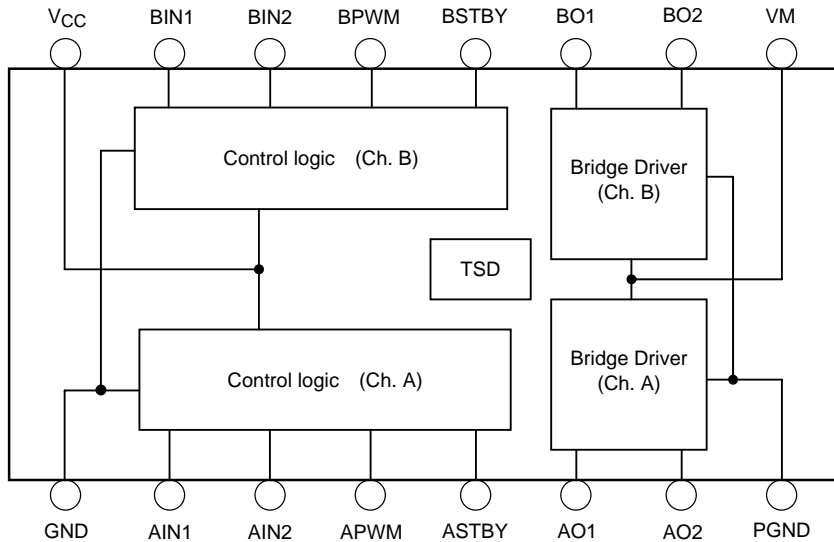 VCC BIN1 BIN2 BPWM BSTBY BO1 BO2 VM
Control logic (Ch. B)
Bridge Driver
(Ch. B)
TSD
Control logic (Ch. A)
Bridge Driver
(Ch. A)
GND AIN1 AIN2 APWM ASTBY AO1 AO2 PGND